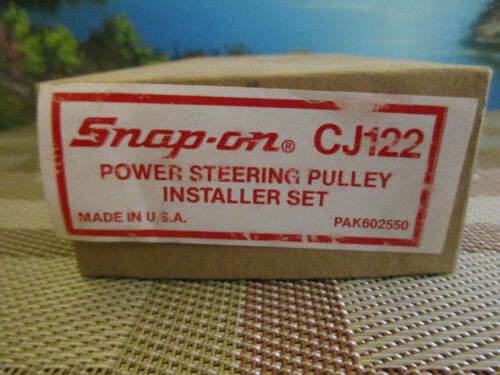 Snap-on® CJ122
POWER STEERING PULLEY
INSTALLER SET
MADE IN U.S.A. PAK602550